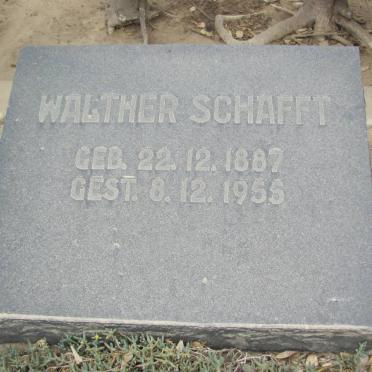 WALTHER SCHAFFT
GEB. 22. 12. 1887
GEST. 8. 12. 1955